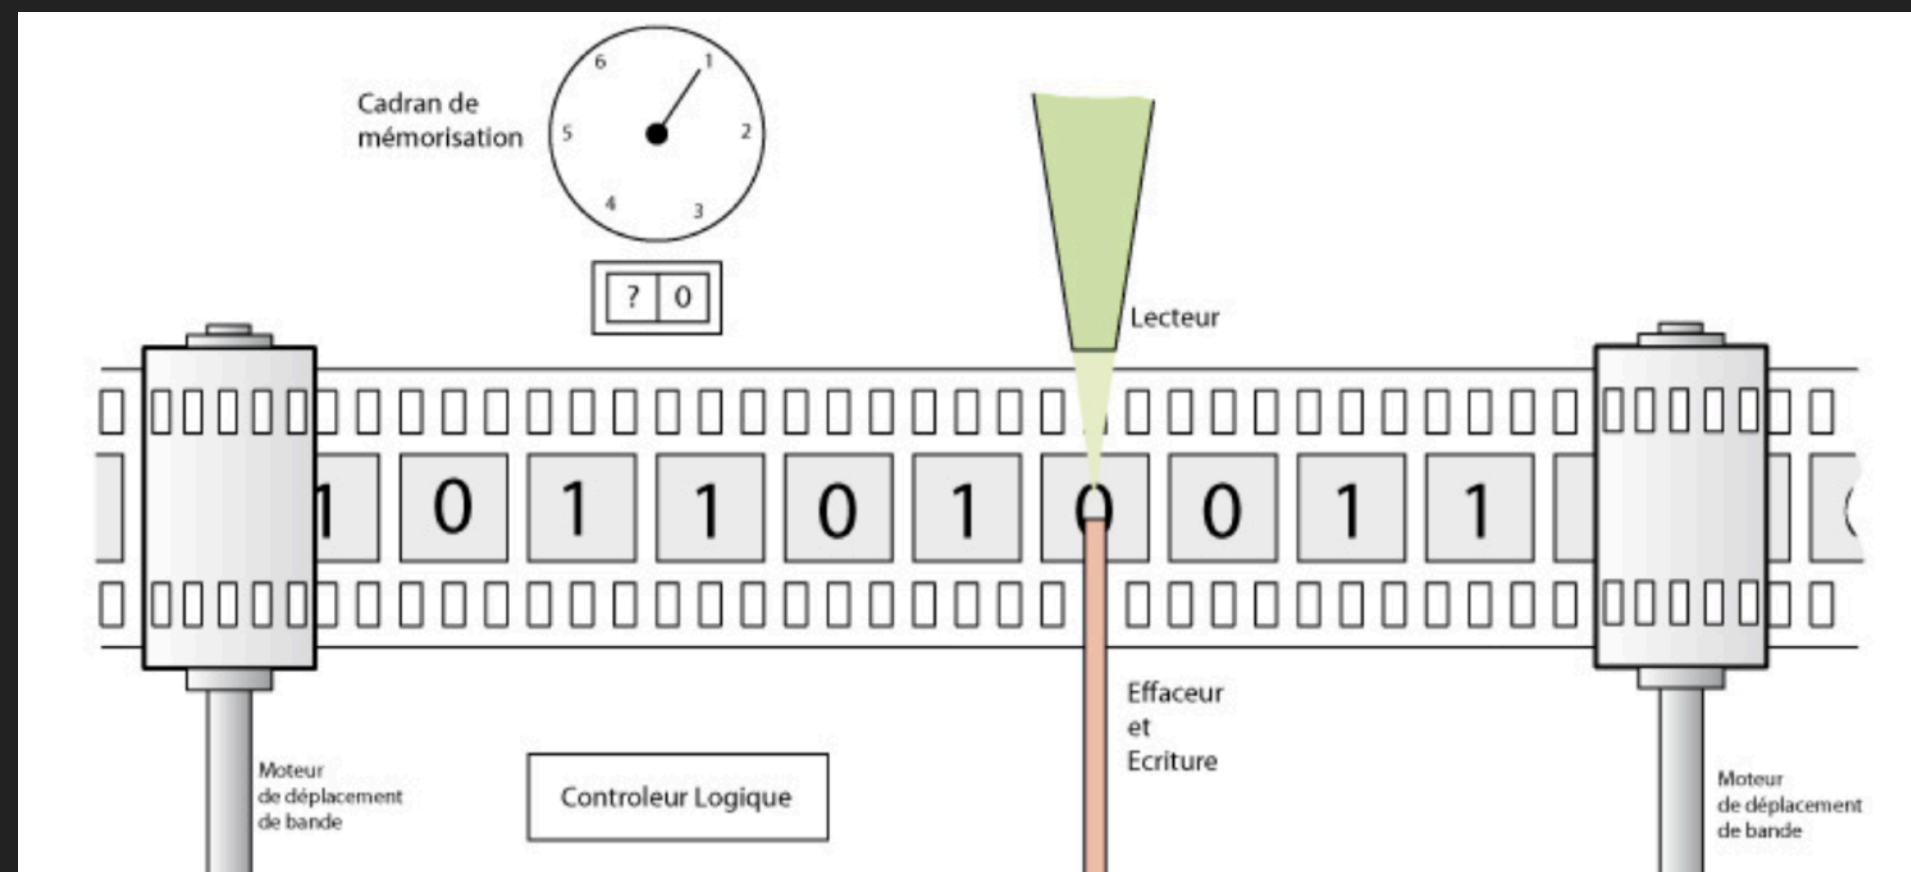 6
1
Cadran de
mémorisation
5
2
4
3
? 0
Lecteur
1 0 1 1 0 1 0 0 1 1
Effaceur
et
Ecriture
Moteur
de déplacement
de bande
Controleur Logique
Moteur
de déplacement
de bande